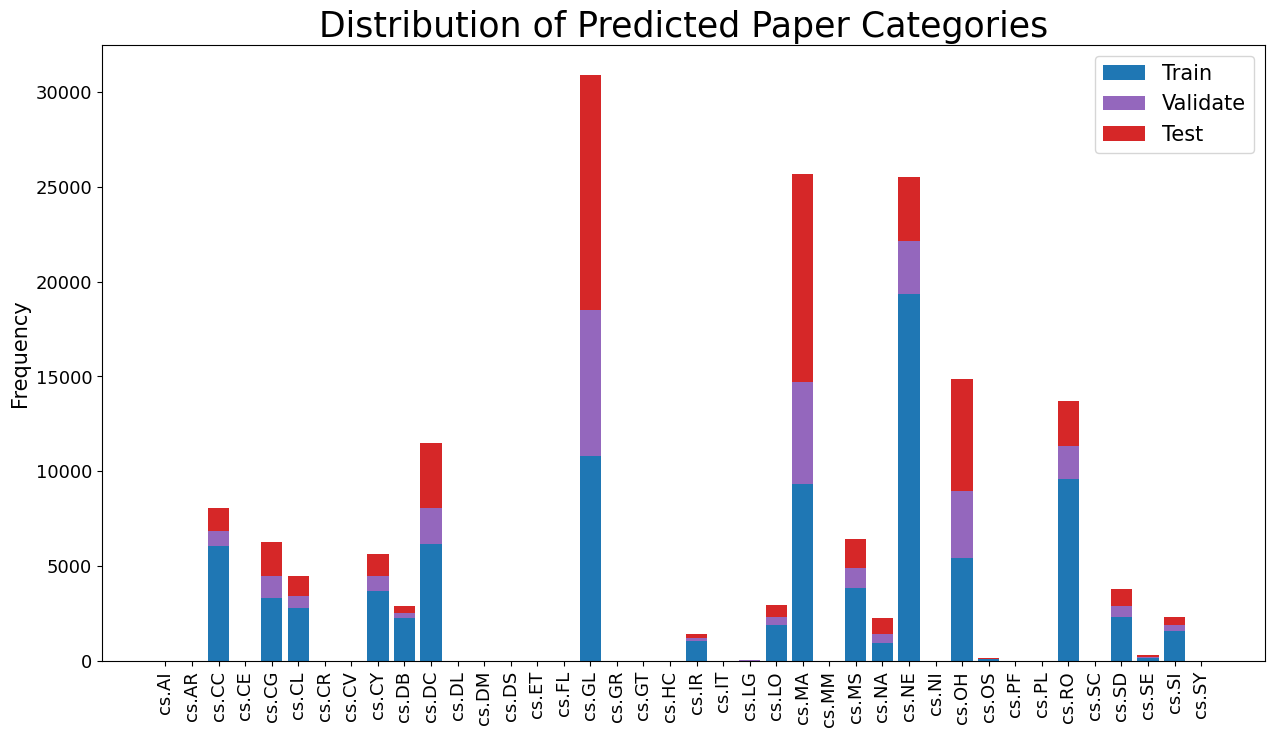 Distribution of Predicted Paper Categories
Train
Validate
Test
Frequency
30000
25000
20000
15000
10000
5000
0
cs.AI
cs.AR
cs.CC
cs.CE
cs.CG
cs.CL
cs.CR
cs.CV
cs.CY
cs.DB
cs.DC
cs.DL
cs.DM
cs.DS
cs.ET
cs.FL
cs.GL
cs.GR
cs.GT
cs.HC
cs.IR
cs.IT
cs.LG
cs.LO
cs.MA
cs.MM
cs.MS
cs.NA
cs.NE
cs.NI
cs.OH
cs.OS
cs.PF
cs.PL
cs.RO
cs.SC
cs.SD
cs.SE
cs.SI
cs.SY